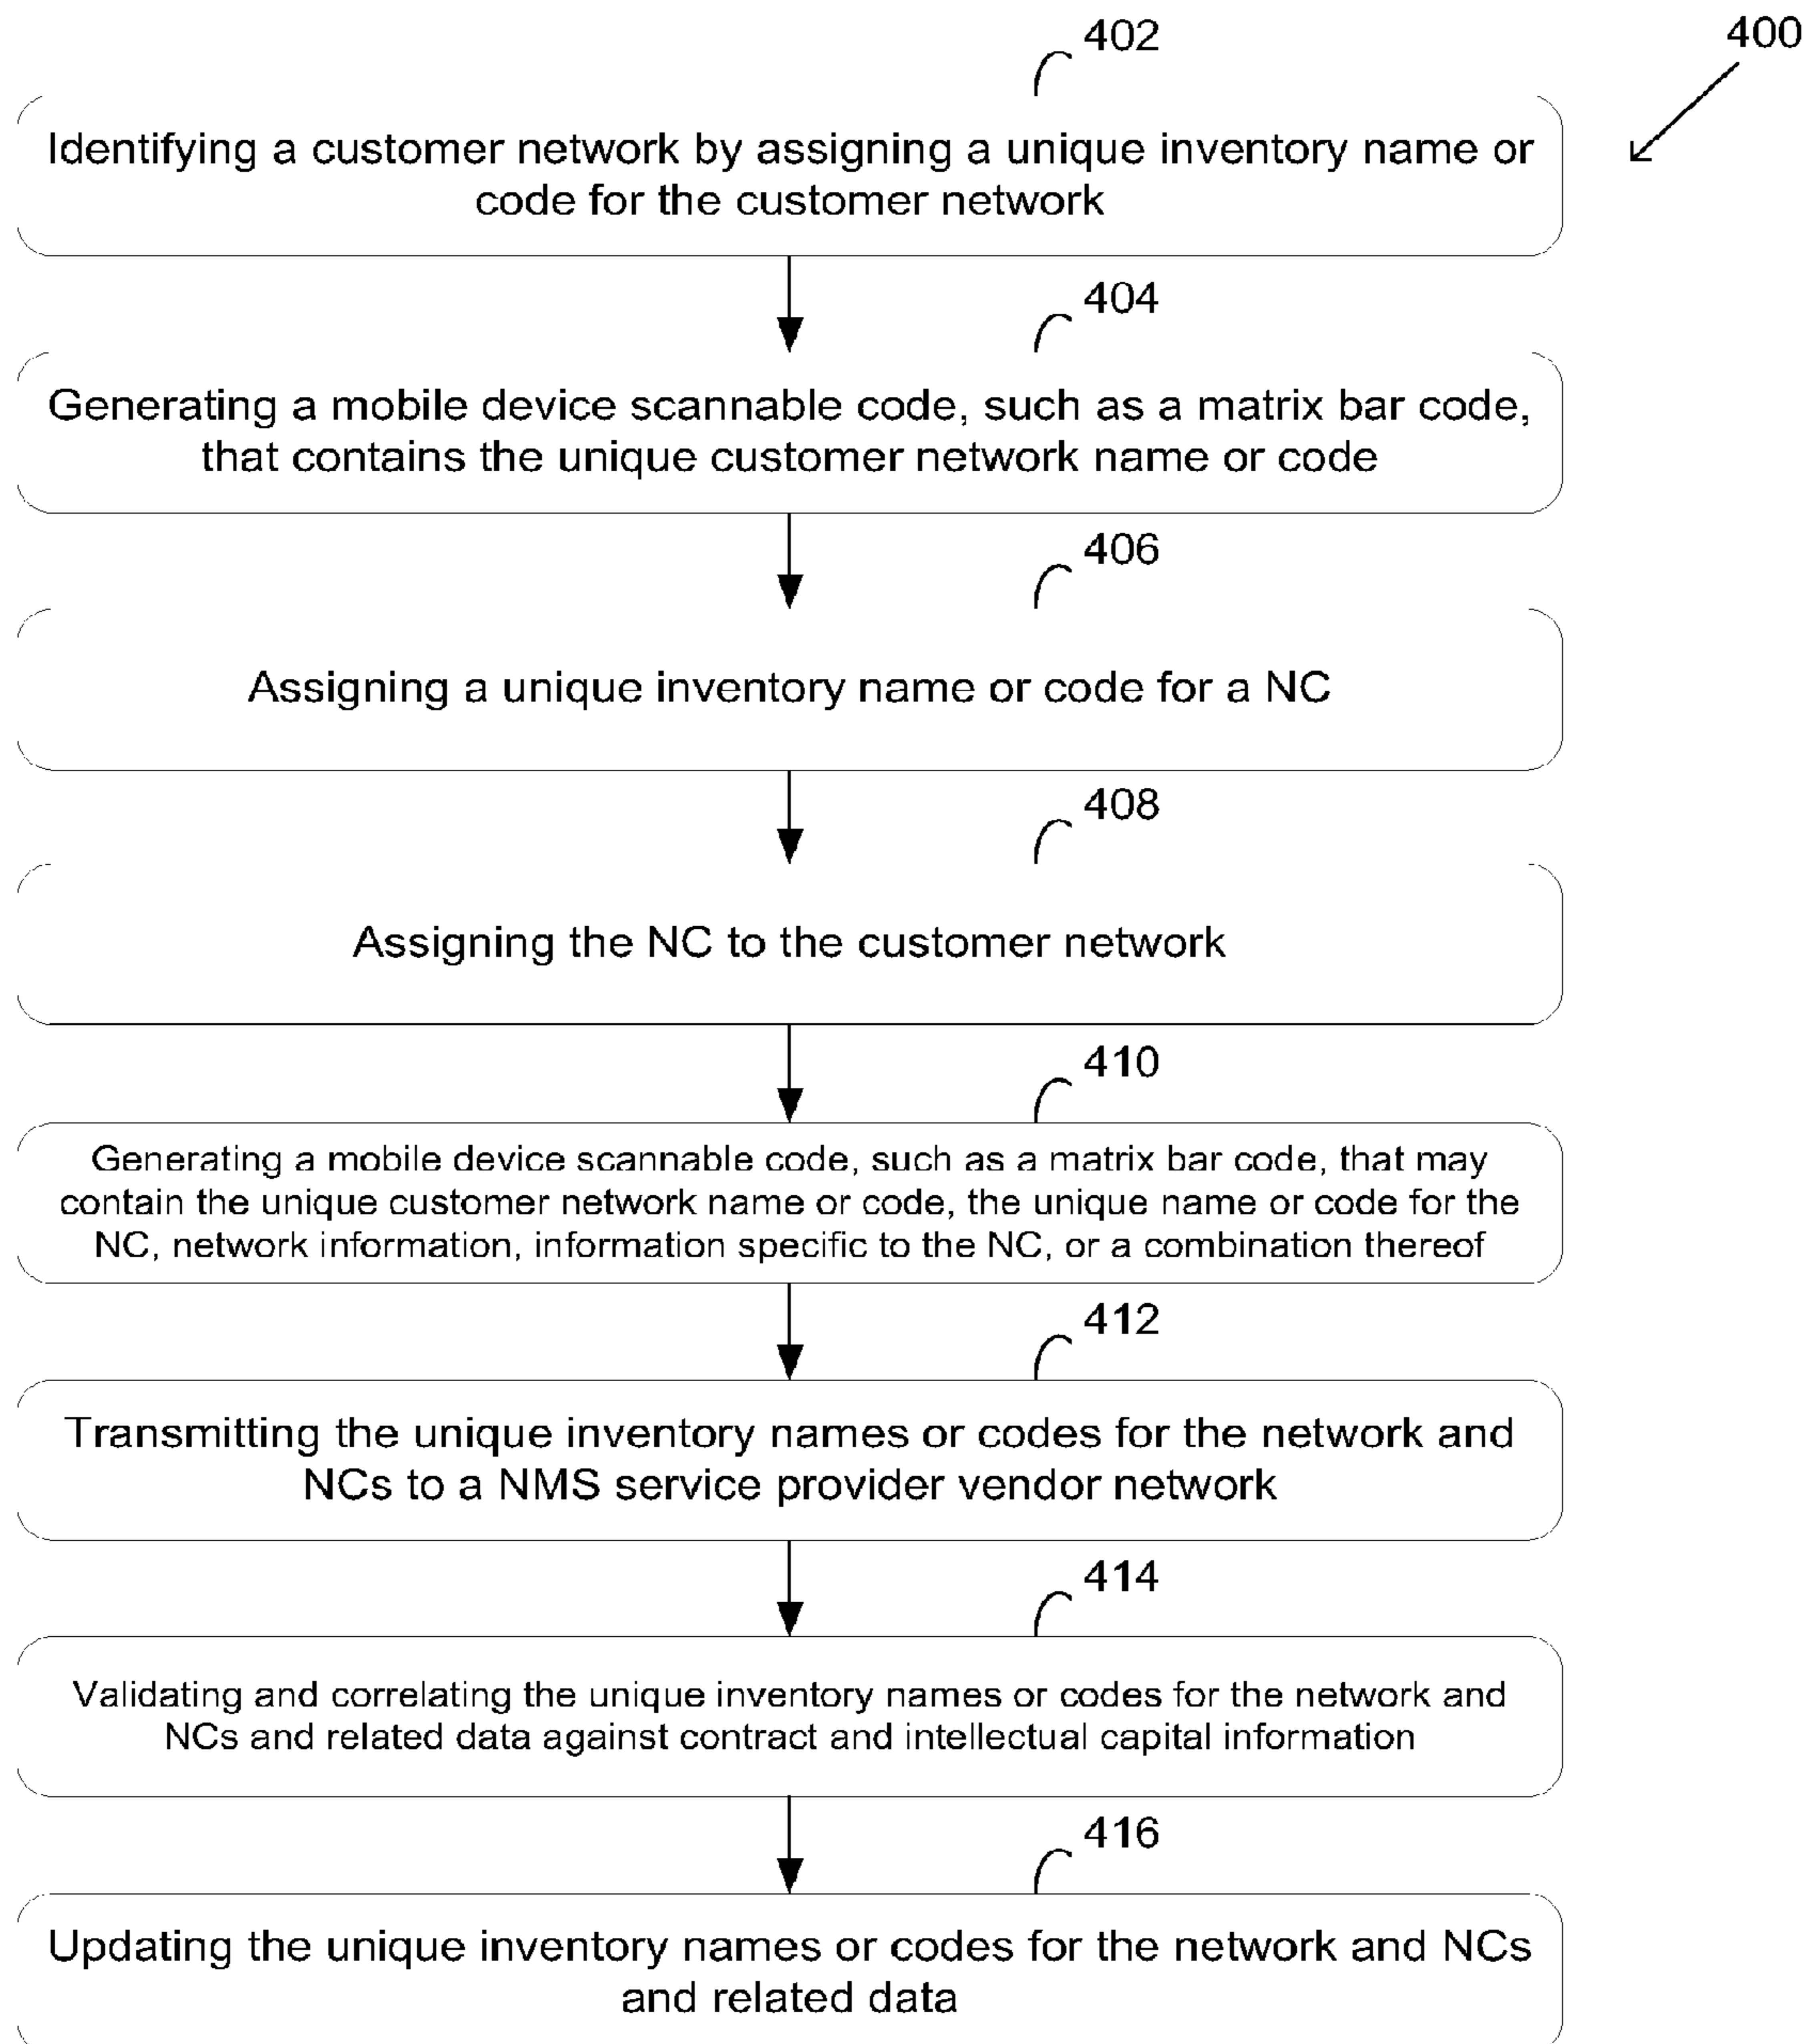 402
400
Identifying a customer network by assigning a unique inventory name or
code for the customer network
404
Generating a mobile device scannable code, such as a matrix bar code,
that contains the unique customer network name or code
406
Assigning a unique inventory name or code for a NC
408
Assigning the NC to the customer network
410
Generating a mobile device scannable code, such as a matrix bar code, that may
contain the unique customer network name or code, the unique name or code for the
NC, network information, information specific to the NC, or a combination thereof
412
Transmitting the unique inventory names or codes for the network and
NCs to a NMS service provider vendor network
414
Validating and correlating the unique inventory names or codes for the network and
NCs and related data against contract and intellectual capital information
416
Updating the unique inventory names or codes for the network and NCs
and related data